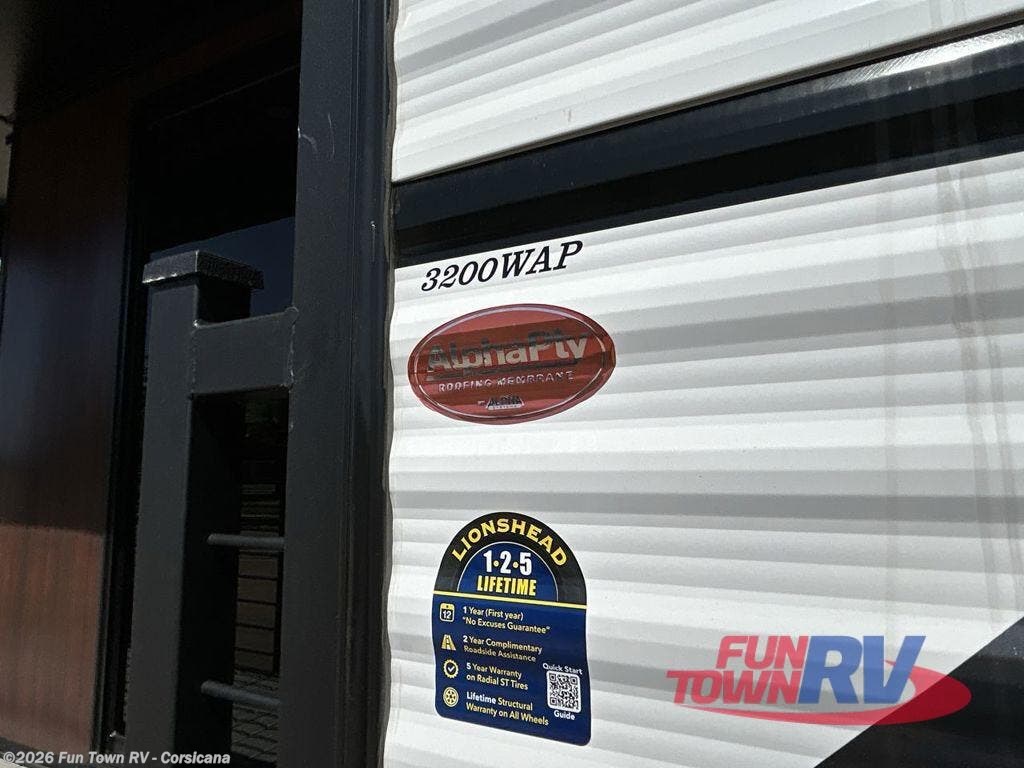 3200WAP
AlphaPly
ROOFING MEMBRANE
ALPHA
LIONSHEAD
1•2•5
LIFETIME
12
1 Year (First year)
"No Excuses Guarantee"
2 Year Complimentary
Roadside Assistance
5 Year Warranty
on Radial ST Tires
Lifetime Structural
Warranty on All Wheels
Quick Start
Guide
FUN
TOWN RV
©2026 Fun Town RV - Corsicana